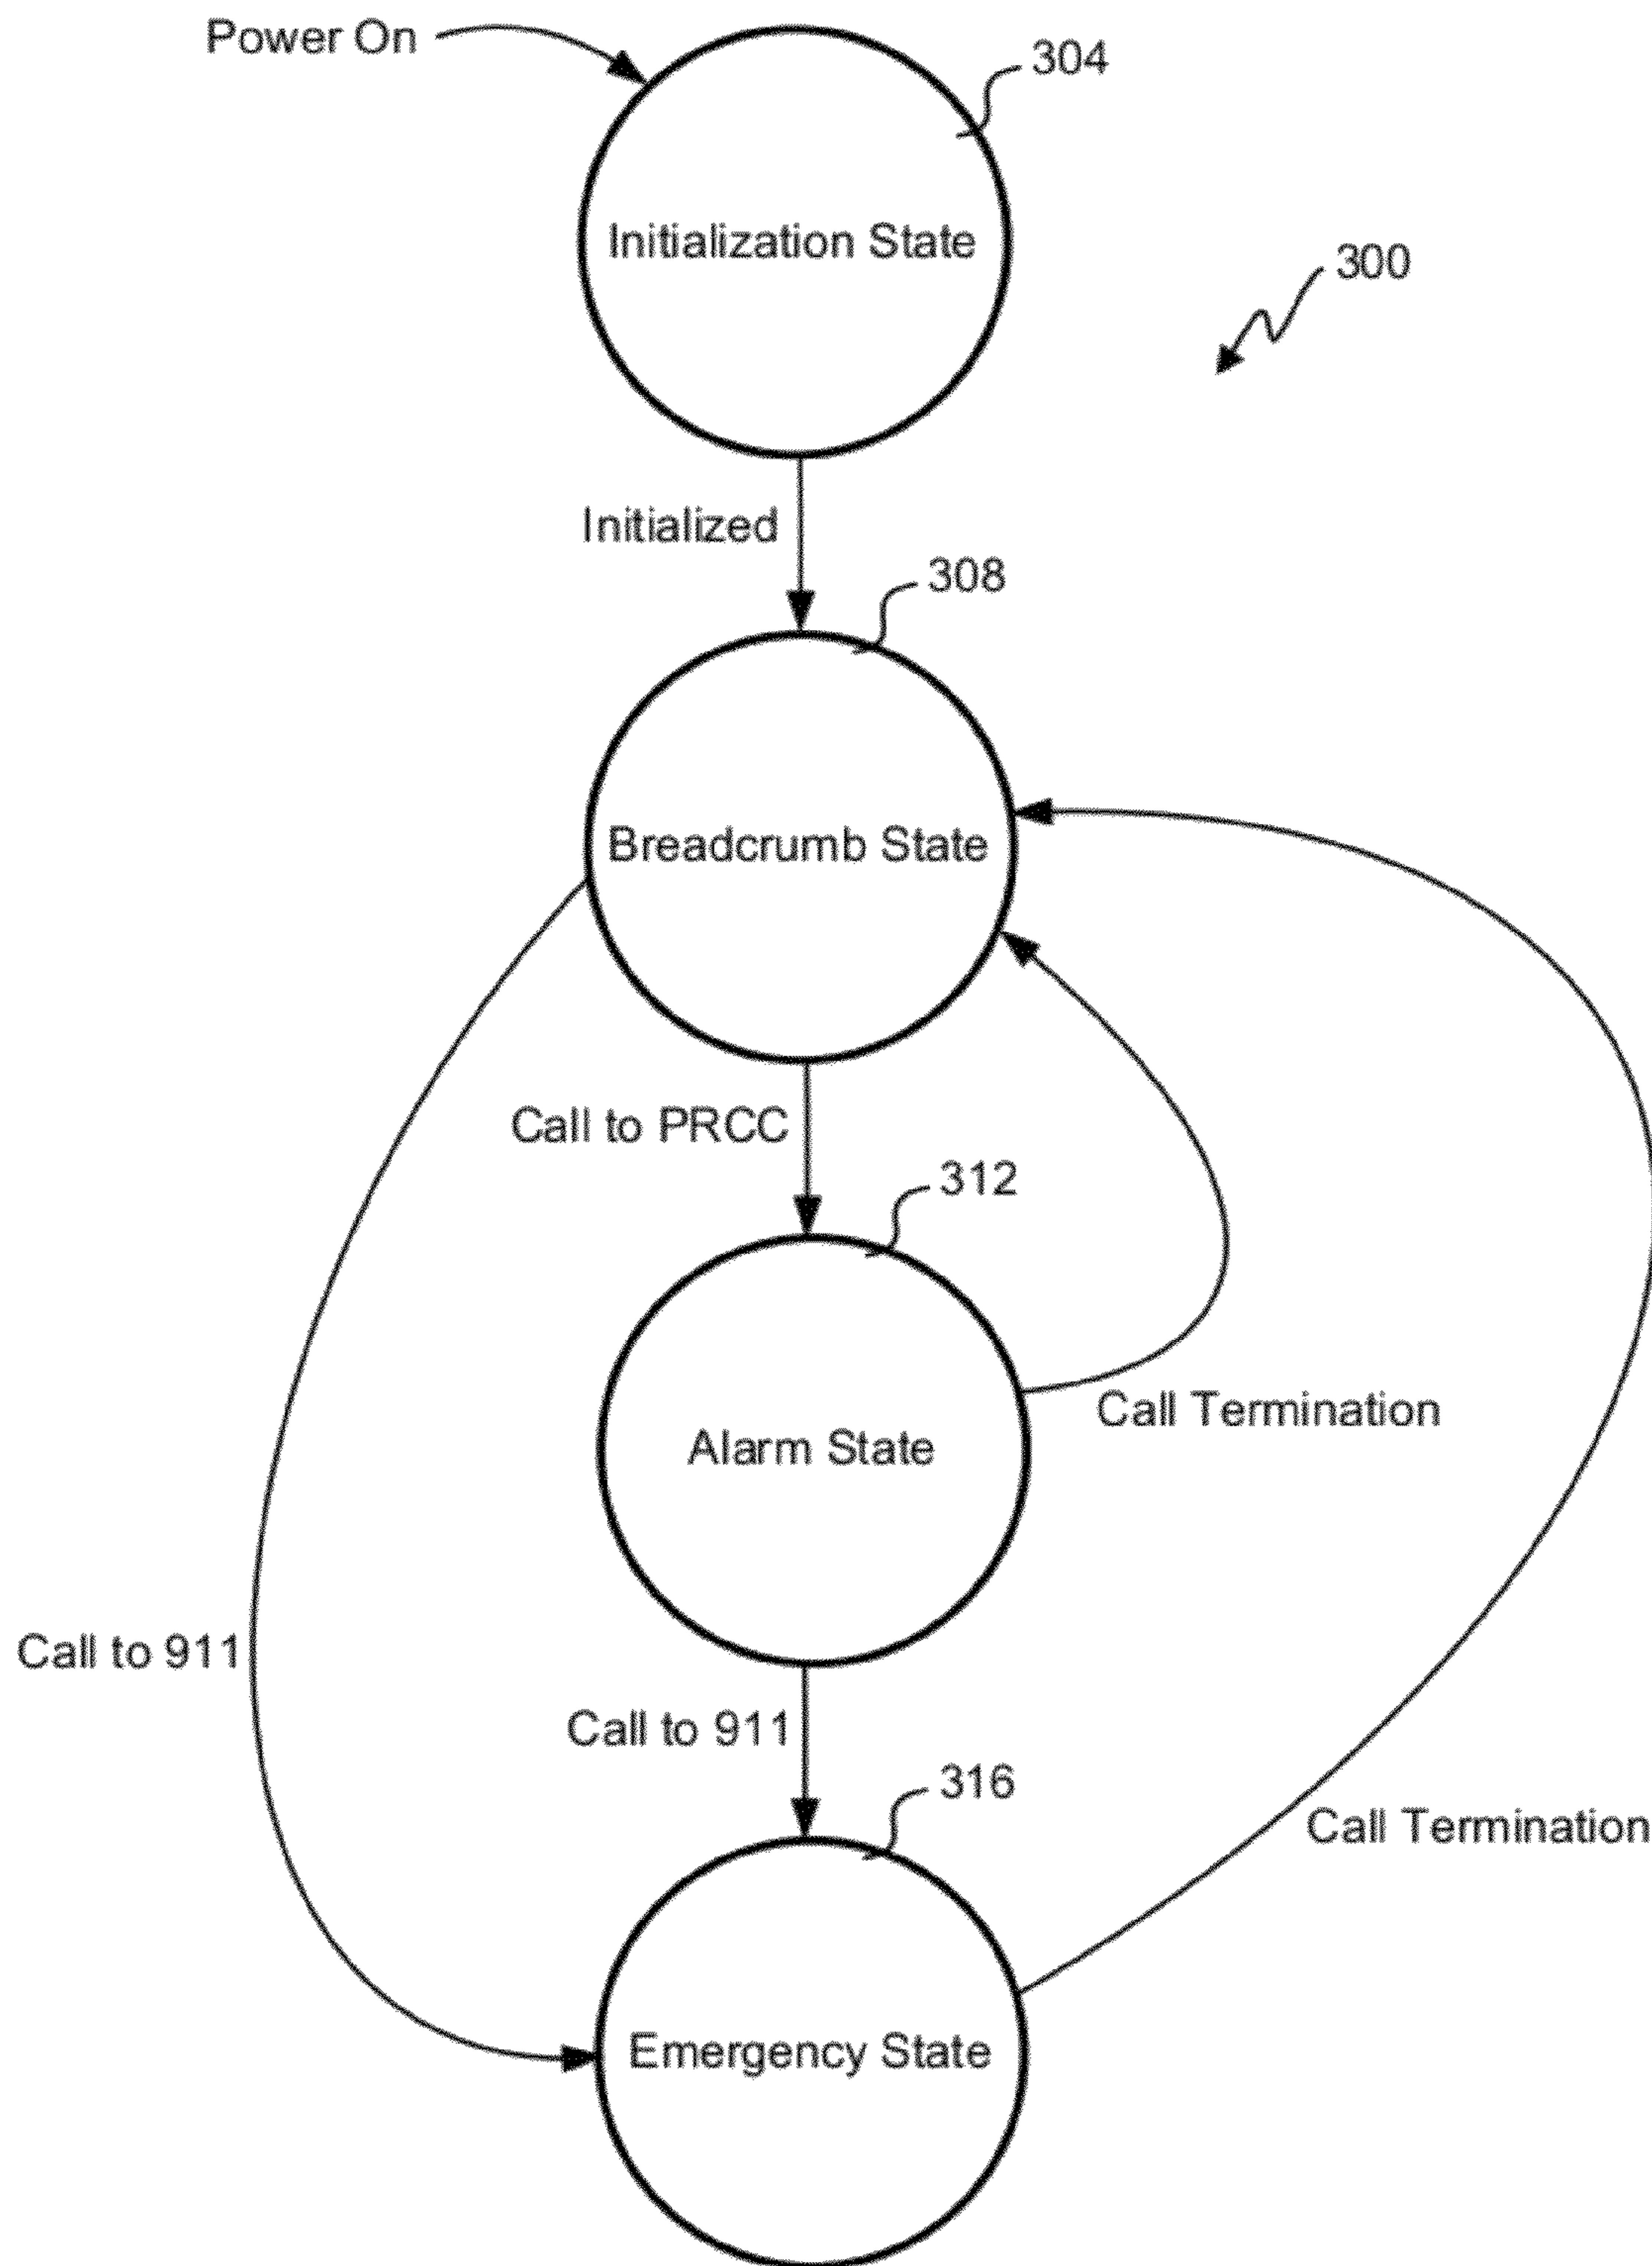 Power On
304
Initialization State
300
Initialized
308
Breadcrumb State
Call to PRCC
312
Call Termination
Alarm State
Call to 911
Call to 911
316
Call Termination
Emergency State